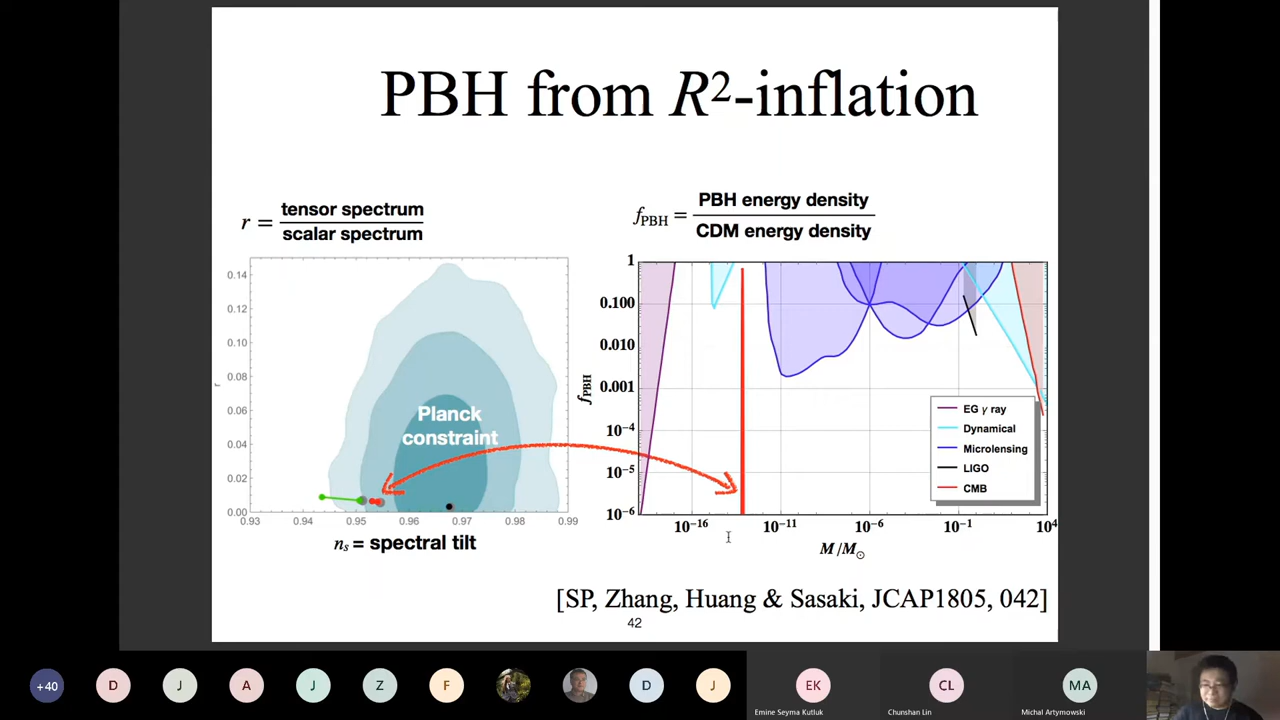 PBH from R²-inflation
r = tensor spectrum
scalar spectrum
f_PBH = PBH energy density
CDM energy density
0.14
0.12
0.10
0.08
0.06
0.04
0.02
0.00
r
Planck
constraint
0.93 0.94 0.95 0.96 0.97 0.98 0.99
n_s = spectral tilt
1
0.100
0.010
0.001
10⁻⁴
10⁻⁵
10⁻⁶
f_PBH
EG γ ray
Dynamical
Microlensing
LIGO
CMB
10⁻¹⁶ 10⁻¹¹ 10⁻⁶ 10⁻¹ 10⁴
M/M☉
[SP, Zhang, Huang & Sasaki, JCAP1805, 042]
42
+40 D J A J Z F D J EK CL MA
Emine Seyma Kutluk Chunshan Lin Michal Artymowski